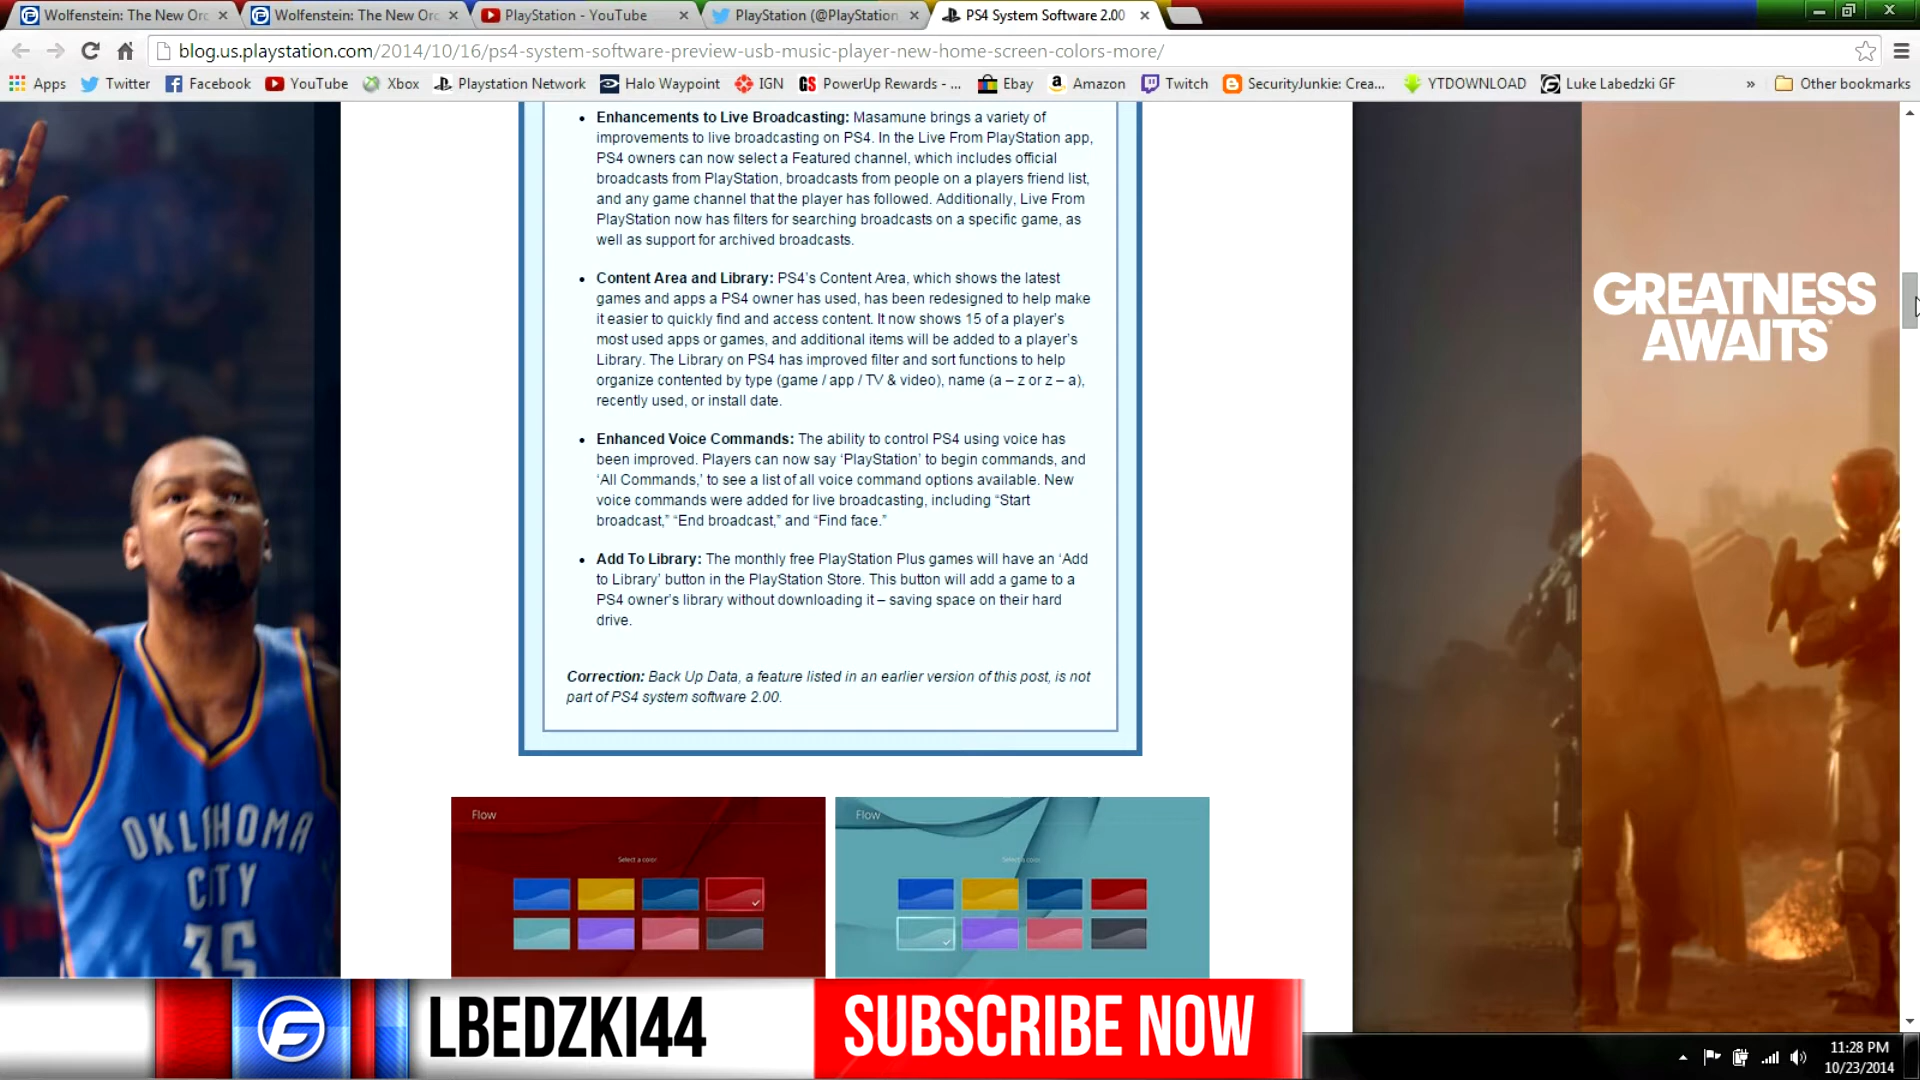 Wolfenstein: The New Orc
Wolfenstein: The New Orc
PlayStation - YouTube
PlayStation (@PlayStation
PS4 System Software 2.00
blog.us.playstation.com/2014/10/16/ps4-system-software-preview-usb-music-player-new-home-screen-colors-more/
Apps Twitter Facebook YouTube Xbox Playstation Network Halo Waypoint IGN PowerUp Rewards - ... Ebay Amazon Twitch SecurityJunkie: Crea... YTDOWNLOAD Luke Labedzki GF » Other bookmarks
• Enhancements to Live Broadcasting: Masamune brings a variety of
improvements to live broadcasting on PS4. In the Live From PlayStation app,
PS4 owners can now select a Featured channel, which includes official
broadcasts from PlayStation, broadcasts from people on a players friend list,
and any game channel that the player has followed. Additionally, Live From
PlayStation now has filters for searching broadcasts on a specific game, as
well as support for archived broadcasts.
• Content Area and Library: PS4’s Content Area, which shows the latest
games and apps a PS4 owner has used, has been redesigned to help make
it easier to quickly find and access content. It now shows 15 of a player’s
most used apps or games, and additional items will be added to a player’s
Library. The Library on PS4 has improved filter and sort functions to help
organize contented by type (game / app / TV & video), name (a – z or z – a),
recently used, or install date.
• Enhanced Voice Commands: The ability to control PS4 using voice has
been improved. Players can now say ‘PlayStation’ to begin commands, and
‘All Commands,’ to see a list of all voice command options available. New
voice commands were added for live broadcasting, including “Start
broadcast,” “End broadcast,” and “Find face.”
• Add To Library: The monthly free PlayStation Plus games will have an ‘Add
to Library’ button in the PlayStation Store. This button will add a game to a
PS4 owner’s library without downloading it – saving space on their hard
drive.
Correction: Back Up Data, a feature listed in an earlier version of this post, is not
part of PS4 system software 2.00.
GREATNESS
AWAITS
OKLAHOMA
CITY
35
Flow
Select a color
Flow
Select a color
LBEDZKI44
SUBSCRIBE NOW
11:28 PM
10/23/2014